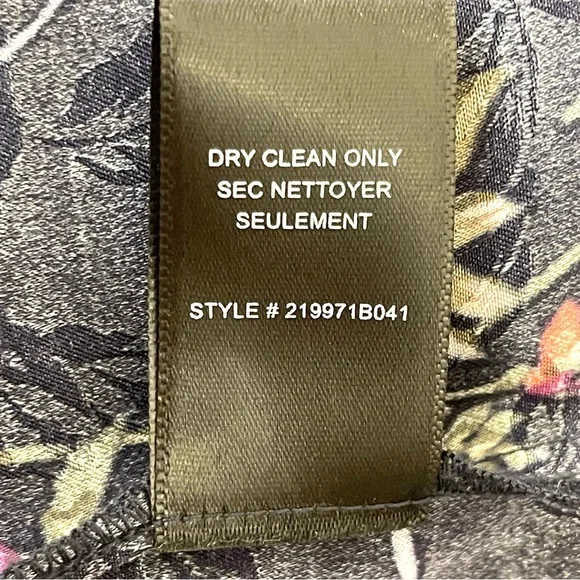 DRY CLEAN ONLY
SEC NETTOYER
SEULEMENT
STYLE # 219971B041